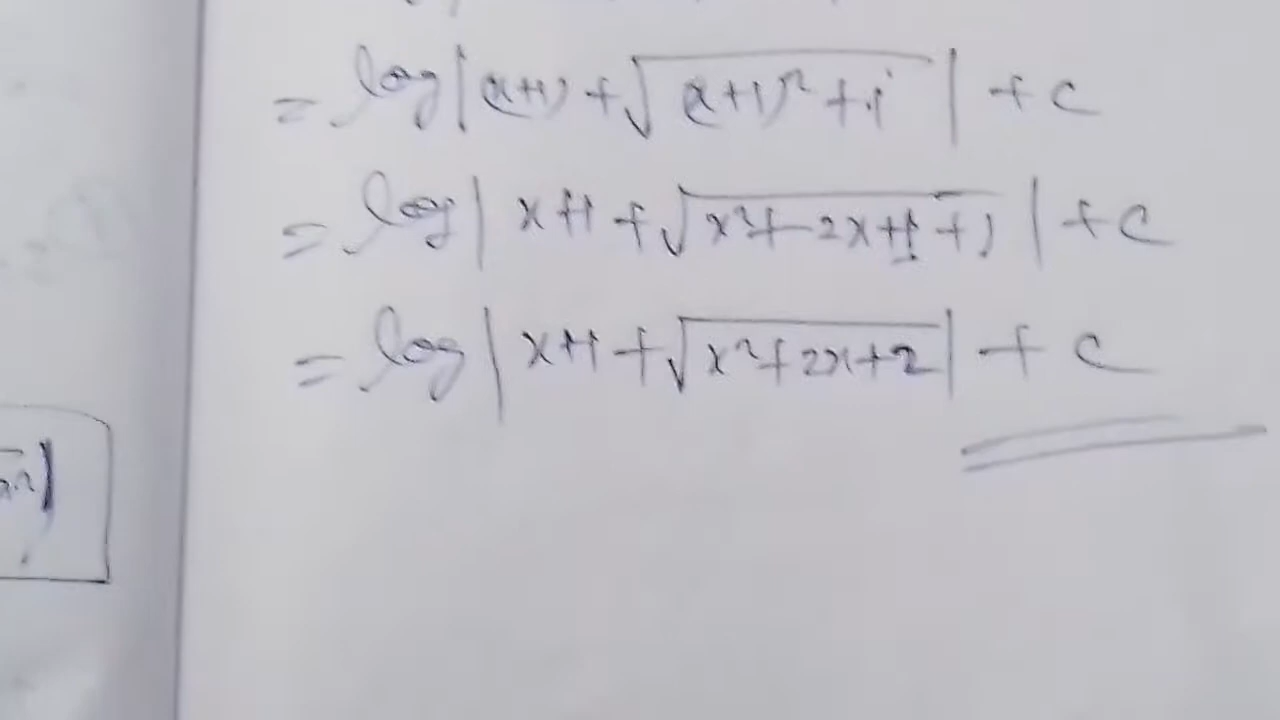 = log|(x+1)+√(x+1)²+1| + c
= log|x+1+√x²+2x+1+1| + c
= log|x+1+√x²+2x+2| + c